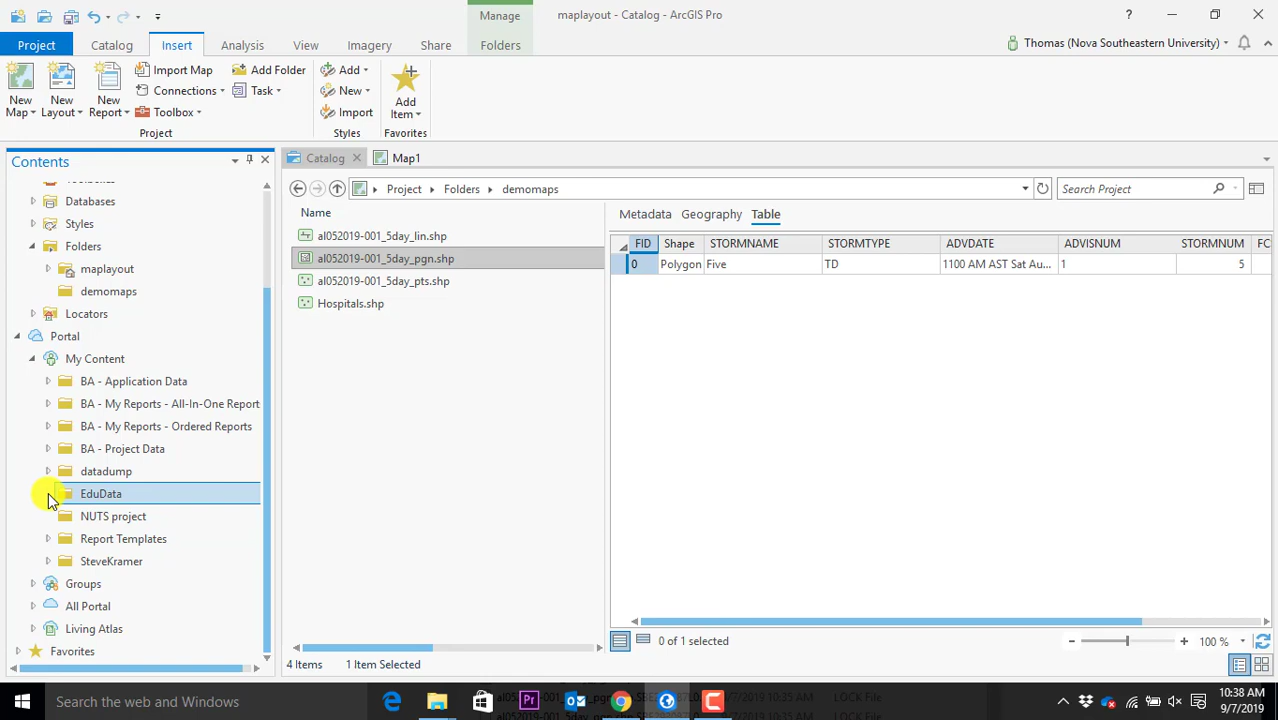 Manage
maplayout - Catalog - ArcGIS Pro
?
Project Catalog Insert Analysis View Imagery Share Folders
Thomas (Nova Southeastern University)
New Map
New Layout
New Report
Import Map
Connections
Toolbox
Add Folder
Task
Project
Add
New
Import
Styles
Add Item
Favorites
Contents
Databases
Styles
Folders
maplayout
demomaps
Locators
Portal
My Content
BA - Application Data
BA - My Reports - All-In-One Report
BA - My Reports - Ordered Reports
BA - Project Data
datadump
EduData
NUTS project
Report Templates
SteveKramer
Groups
All Portal
Living Atlas
Favorites
Catalog Map1
Project Folders demomaps
Search Project
Name
al052019-001_5day_lin.shp
al052019-001_5day_pgn.shp
al052019-001_5day_pts.shp
Hospitals.shp
4 Items 1 Item Selected
Metadata Geography Table
FID Shape STORMNAME STORMTYPE ADVDATE ADVISNUM STORMNUM FC
0 Polygon Five TD 1100 AM AST Sat Au... 1 5
0 of 1 selected
100 %
Search the web and Windows
10:38 AM
9/7/2019